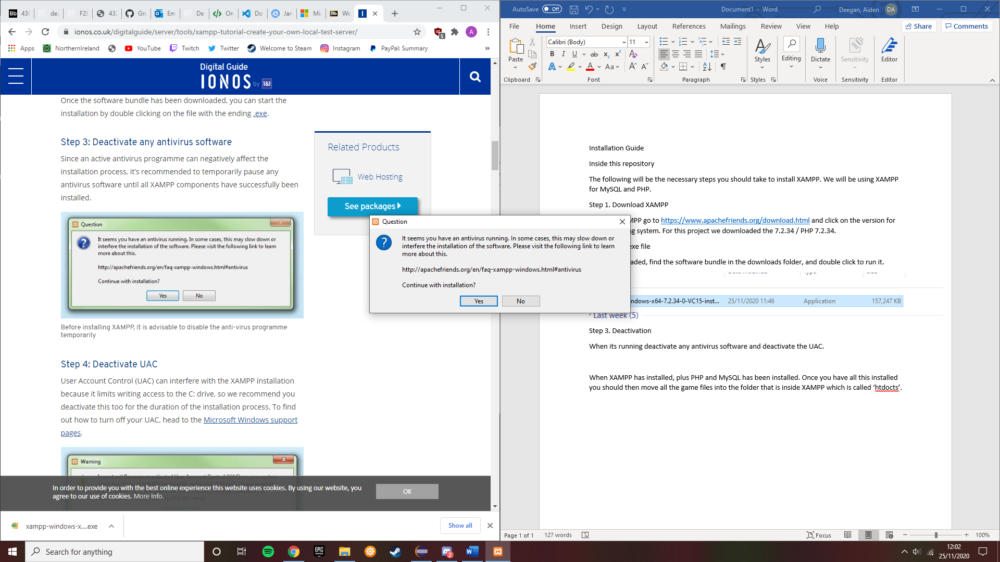 Bb 436
dea
F28
432
Gn
Em
De
On
Do
Jan
Mic
Bb We
ionos.co.uk/digitalguide/server/tools/xampp-tutorial-create-your-own-local-test-server/
5
A
Apps
NorthernIreland
YouTube
Twitch
Twitter
Welcome to Steam
Instagram
PayPal: Summary
»
Digital Guide
IONOS by 1&1
Once the software bundle has been downloaded, you can start the
installation by double clicking on the file with the ending .exe.
Step 3: Deactivate any antivirus software
Since an active antivirus programme can negatively affect the
installation process, it's recommended to temporarily pause any
antivirus software until all XAMPP components have successfully been
installed.
Question
It seems you have an antivirus running. In some cases, this may slow down or
interfere the installation of the software. Please visit the following link to learn
more about this.
http://apachefriends.org/en/faq-xampp-windows.html#antivirus
Continue with installation?
Yes
No
Before installing XAMPP, it is advisable to disable the anti-virus programme
temporarily
Step 4: Deactivate UAC
User Account Control (UAC) can interfere with the XAMPP installation
because it limits writing access to the C: drive, so we recommend you
deactivate this too for the duration of the installation process. To find
out how to turn off your UAC, head to the Microsoft Windows support
pages.
Warning
In order to provide you with the best online experience this website uses cookies. By using our website, you
agree to our use of cookies. More Info.
OK
Related Products
Web Hosting
See packages
xampp-windows-x....exe
Show all
Question
It seems you have an antivirus running. In some cases, this may slow down or
interfere the installation of the software. Please visit the following link to learn
more about this.
http://apachefriends.org/en/faq-xampp-windows.html#antivirus
Continue with installation?
Yes
No
AutoSave Off
Document1 - Word
Deegan, Aiden DA
File Home Insert Design Layout References Mailings Review View Help
Share
Comments
Paste
Clipboard
Calibri (Body) 11
B I U ab x₂ x²
A A Aa A A
Font
Paragraph
Styles
Styles
Editing
Dictate
Voice
Sensitivity
Sensitivity
Editor
Editor
Installation Guide
Inside this repository
The following will be the necessary steps you should take to install XAMPP. We will be using XAMPP
for MySQL and PHP.
Step 1. Download XAMPP
MPP go to https://www.apachefriends.org/download.html and click on the version for
g system. For this project we downloaded the 7.2.34 / PHP 7.2.34.
exe file
aded, find the software bundle in the downloads folder, and double click to run it.
ndows-x64-7.2.34-0-VC15-inst... 25/11/2020 11:46 Application 157,247 KB
Last week (5)
Step 3. Deactivation
When its running deactivate any antivirus software and deactivate the UAC.
When XAMPP has installed, plus PHP and MySQL has been installed. Once you have all this installed
you should then move all the game files into the folder that is inside XAMPP which is called ‘htdocts’.
Page 1 of 1
127 words
Focus
100%
Search for anything
EPIC GAMES
2
12:02
25/11/2020